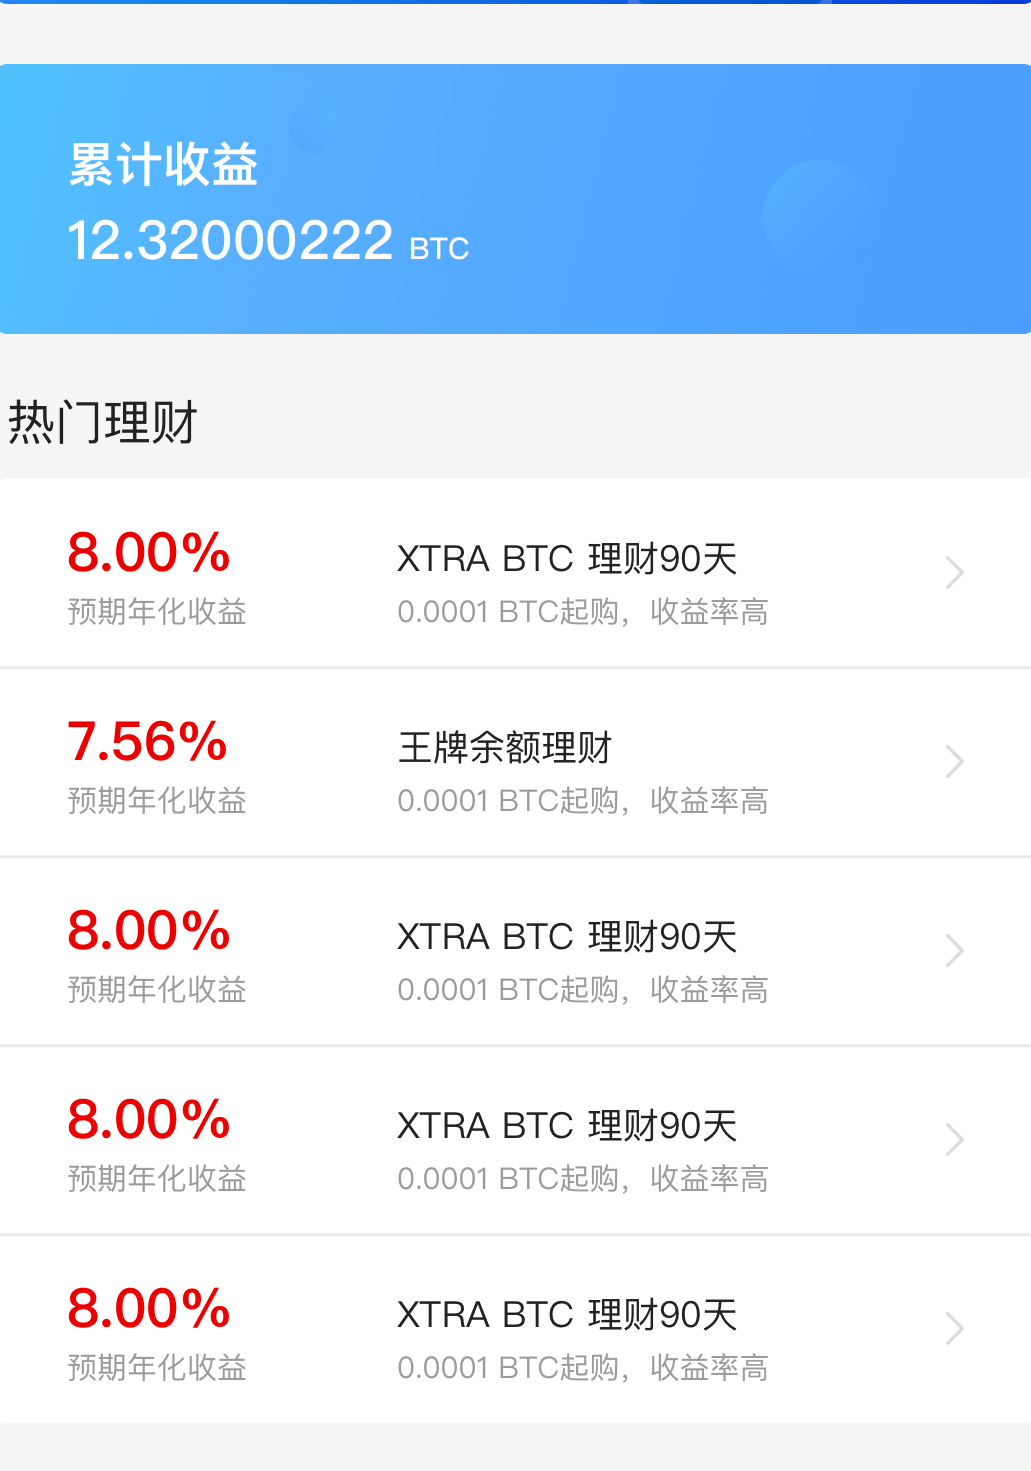 累计收益
12.32000222 BTC
热门理财
8.00%
XTRA BTC 理财90天
预期年化收益
0.0001 BTC起购，收益率高
7.56%
王牌余额理财
预期年化收益
0.0001 BTC起购，收益率高
8.00%
XTRA BTC 理财90天
预期年化收益
0.0001 BTC起购，收益率高
8.00%
XTRA BTC 理财90天
预期年化收益
0.0001 BTC起购，收益率高
8.00%
XTRA BTC 理财90天
预期年化收益
0.0001 BTC起购，收益率高